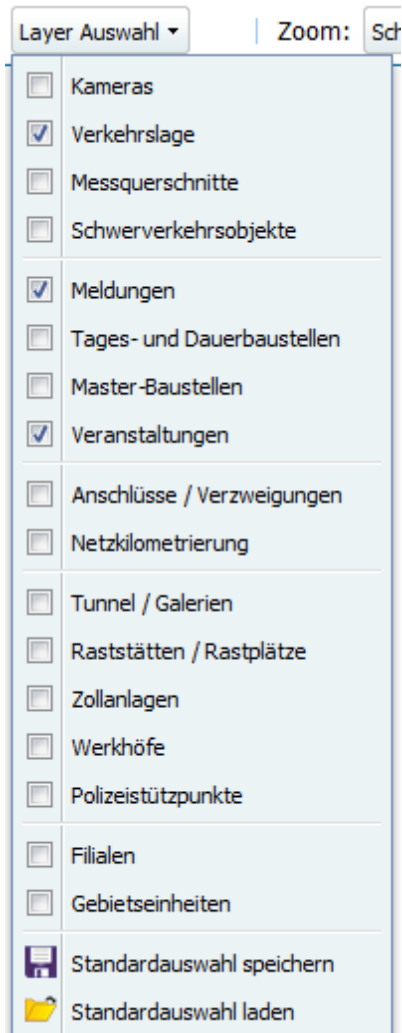 Layer Auswahl Zoom: Sch
Kameras
Verkehrslage
Messquerschnitte
Schwerverkehrsobjekte
Meldungen
Tages- und Dauerbaustellen
Master-Baustellen
Veranstaltungen
Anschlüsse / Verzweigungen
Netzkilometrierung
Tunnel / Galerien
Raststätten / Rastplätze
Zollanlagen
Werkhöfe
Polizeistützpunkte
Filialen
Gebietseinheiten
Standardauswahl speichern
Standardauswahl laden